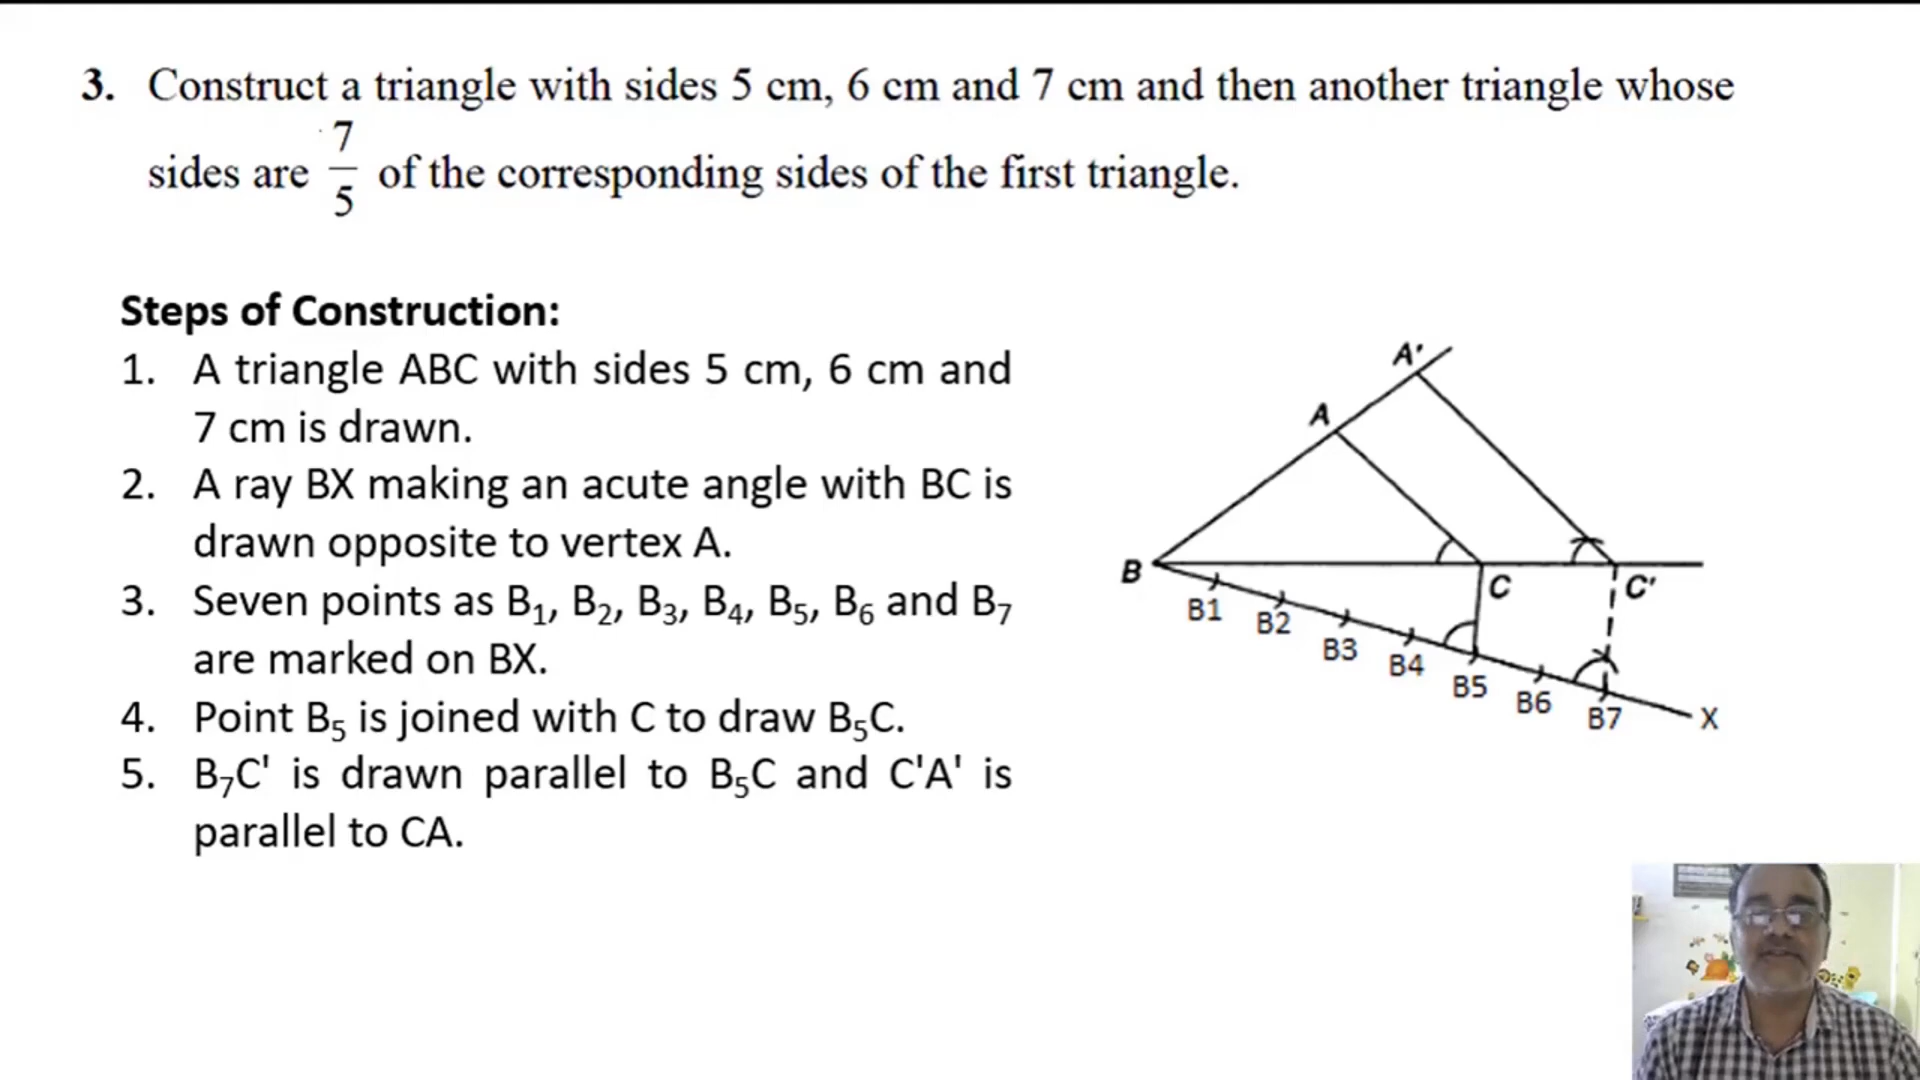 3. Construct a triangle with sides 5 cm, 6 cm and 7 cm and then another triangle whose
sides are 7/5 of the corresponding sides of the first triangle.
Steps of Construction:
1. A triangle ABC with sides 5 cm, 6 cm and
7 cm is drawn.
2. A ray BX making an acute angle with BC is
drawn opposite to vertex A.
3. Seven points as B₁, B₂, B₃, B₄, B₅, B₆ and B₇
are marked on BX.
4. Point B₅ is joined with C to draw B₅C.
5. B₇C' is drawn parallel to B₅C and C'A' is
parallel to CA.
A'
A
B
C
C'
B1
B2
B3
B4
B5
B6
B7
X